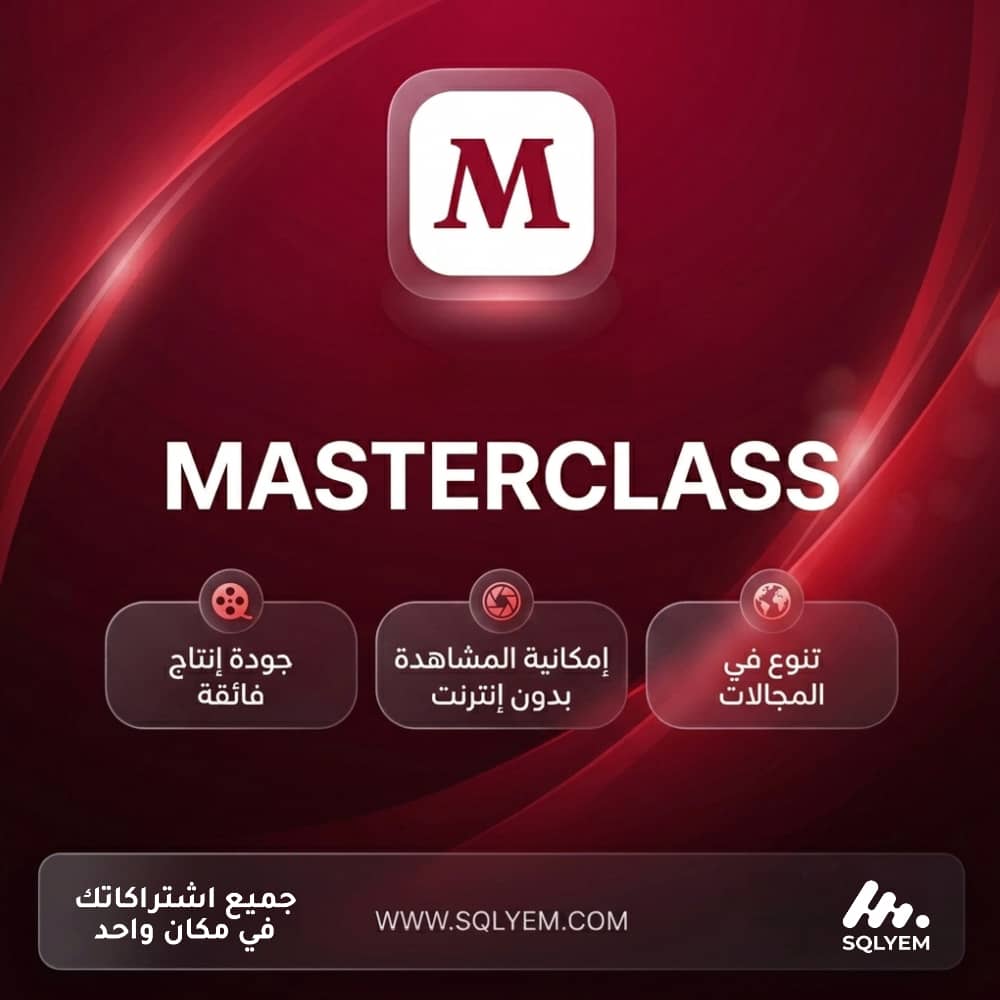 M
MASTERCLASS
تنوع في
المجالات
إمكانية المشاهدة
بدون إنترنت
جودة إنتاج
فائقة
جميع اشتراكاتك
في مكان واحد
WWW.SQLYEM.COM
SQLYEM